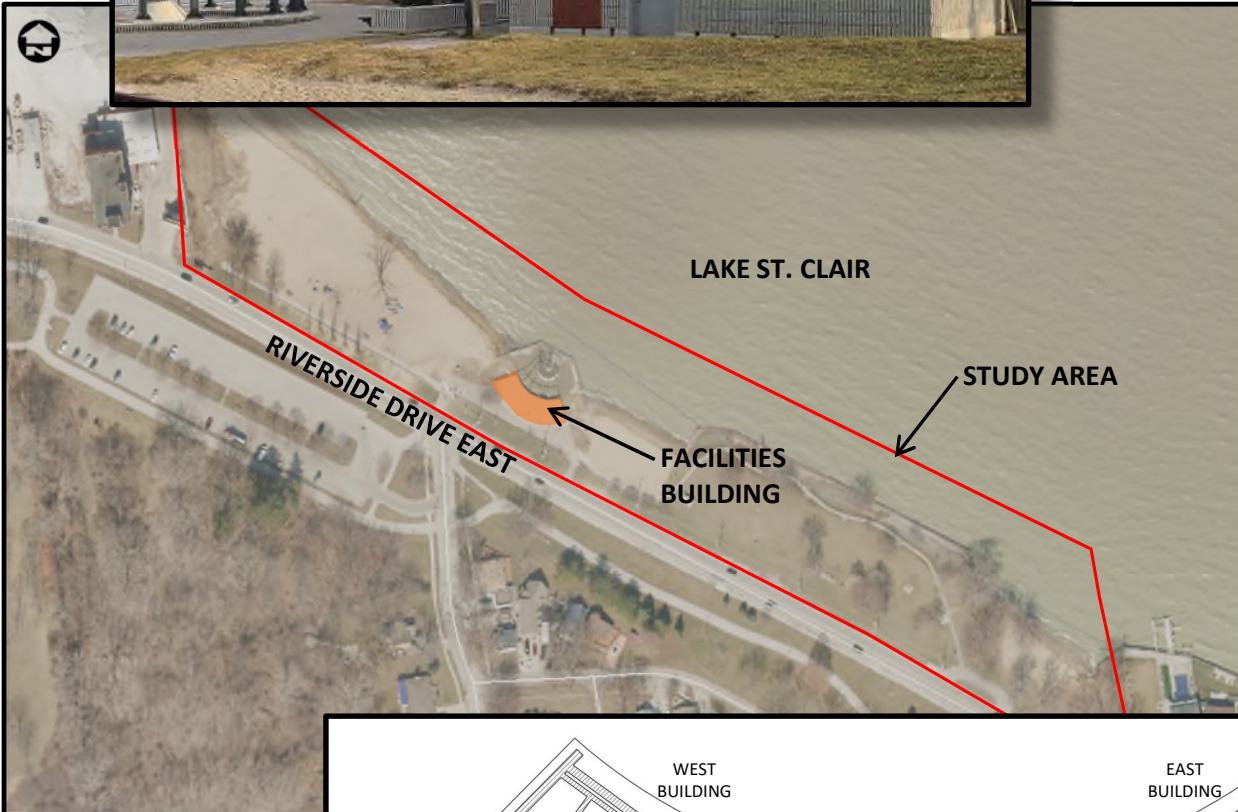 LAKE ST. CLAIR
RIVERSIDE DRIVE EAST
STUDY AREA
FACILITIES
BUILDING
WEST
BUILDING
EAST
BUILDING